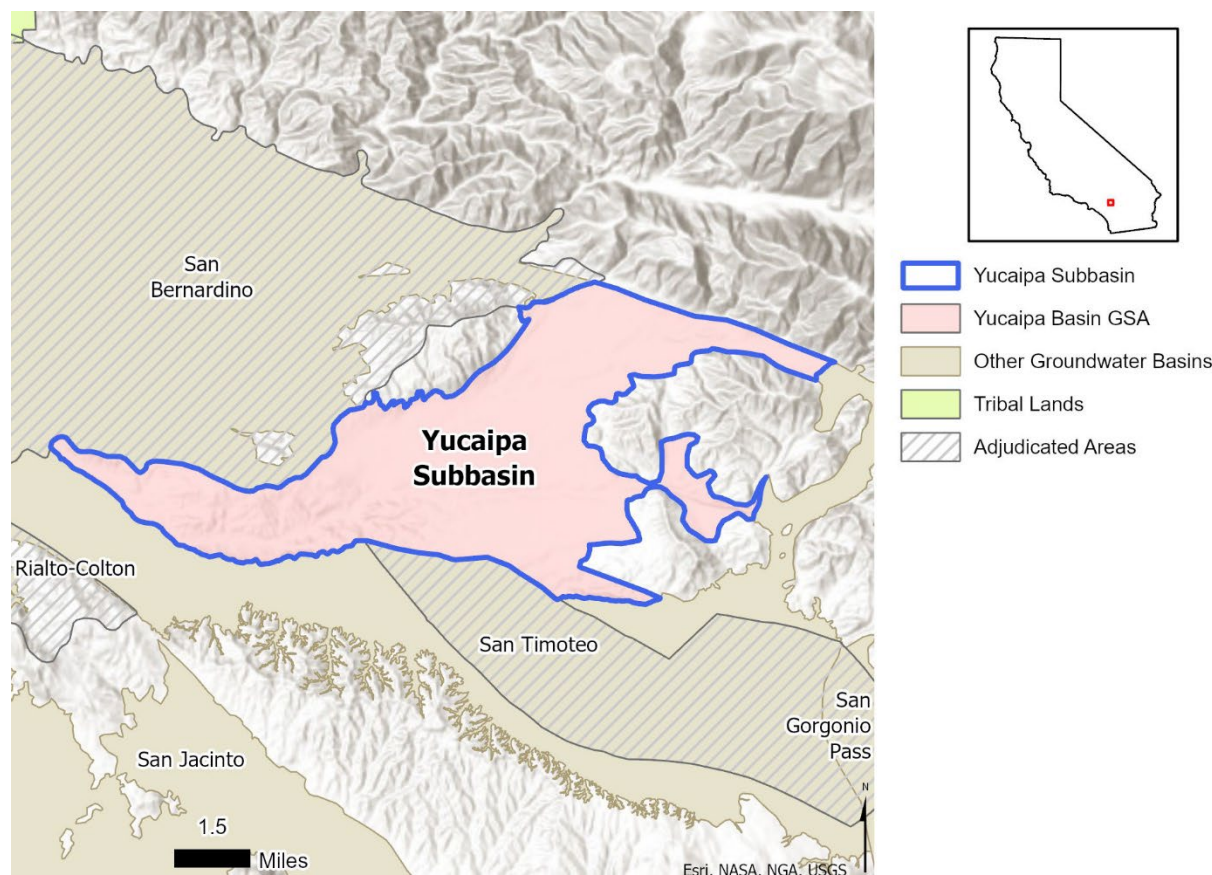 San
Bernardino
Yucaipa
Subbasin
Rialto-Colton
San Timoteo
San
Gorgonio
Pass
San Jacinto
1.5
Miles
N
Esri, NASA, NGA, USGS
Yucaipa Subbasin
Yucaipa Basin GSA
Other Groundwater Basins
Tribal Lands
Adjudicated Areas